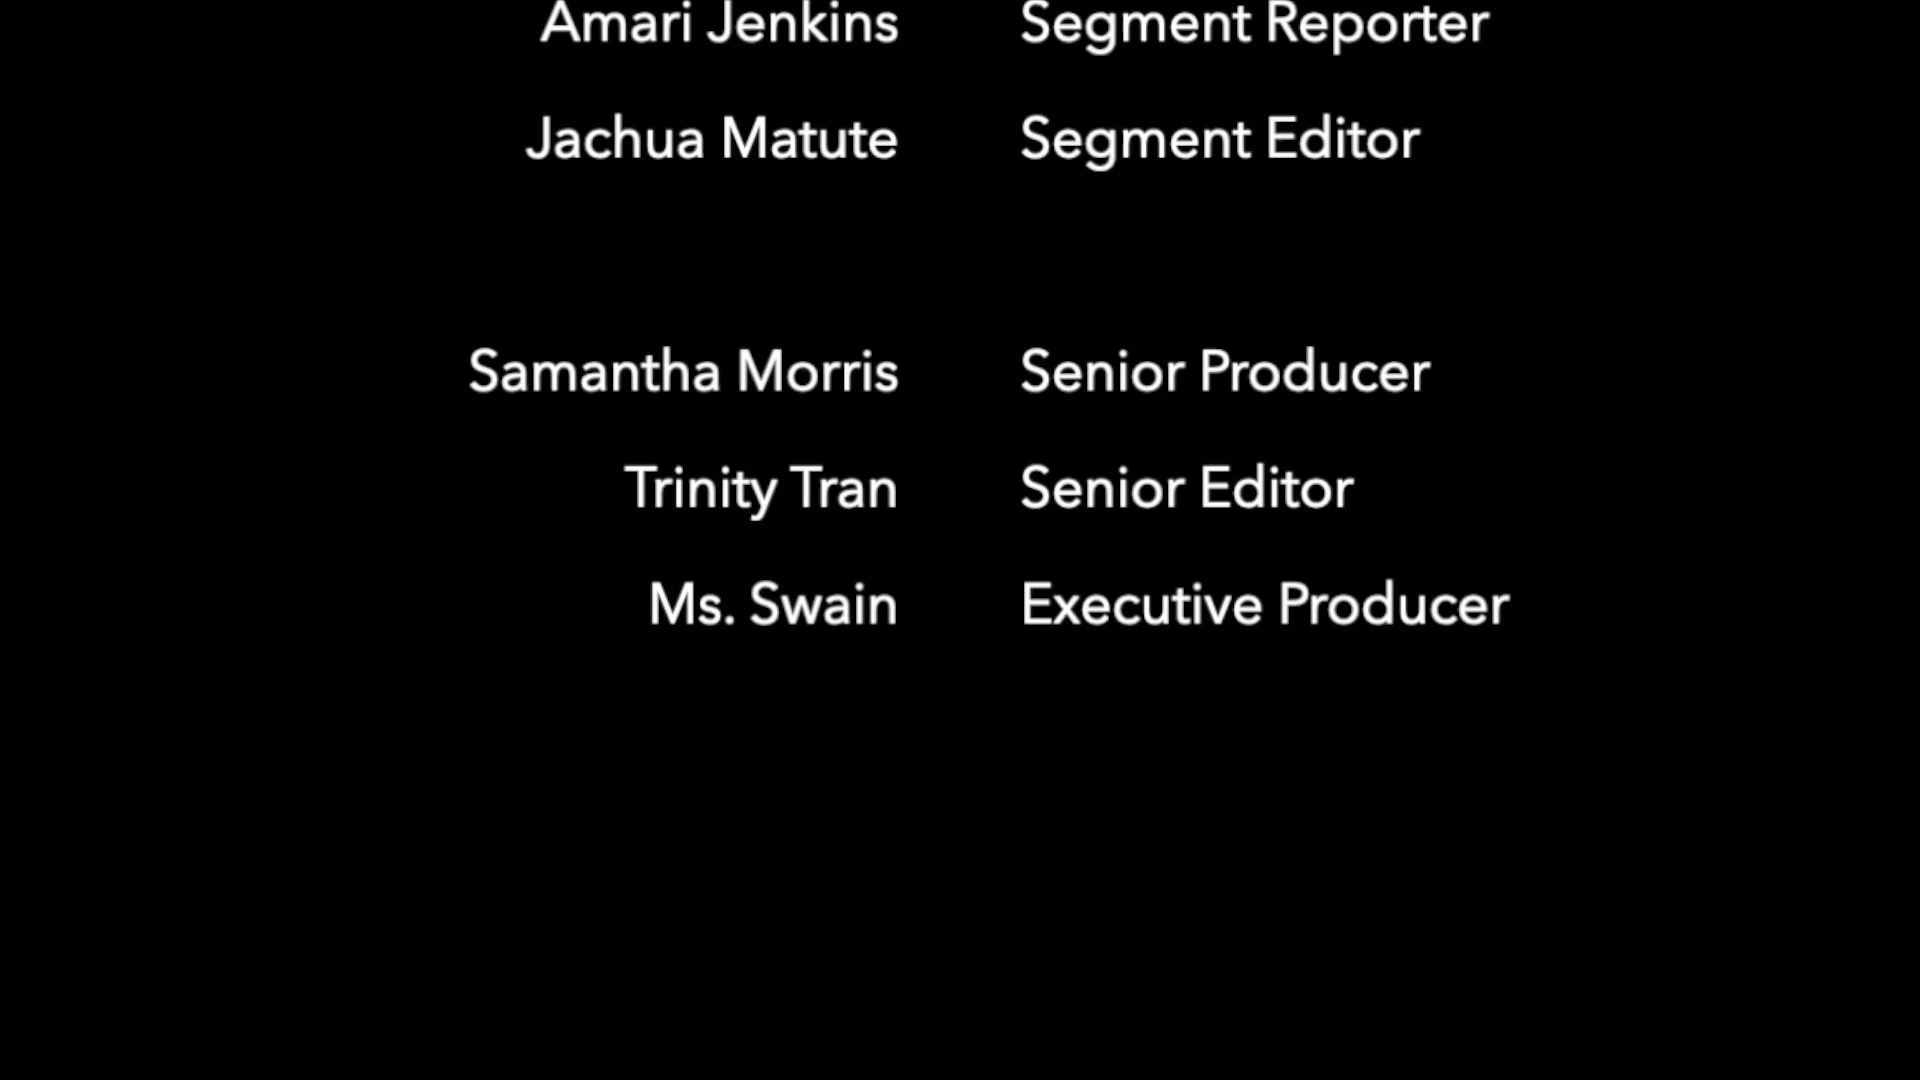 Amari Jenkins Segment Reporter
Jachua Matute Segment Editor
Samantha Morris Senior Producer
Trinity Tran Senior Editor
Ms. Swain Executive Producer